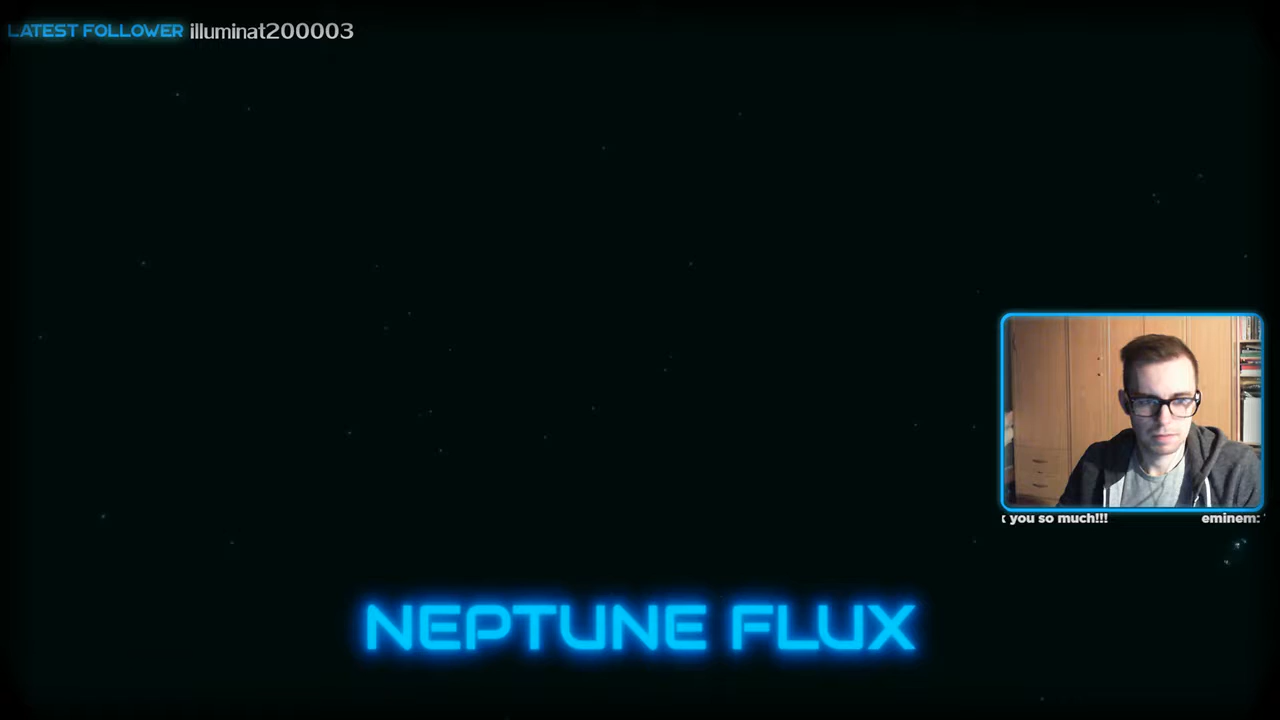 LATEST FOLLOWER illuminat200003
you so much!!! eminem:
NEPTUNE FLUX